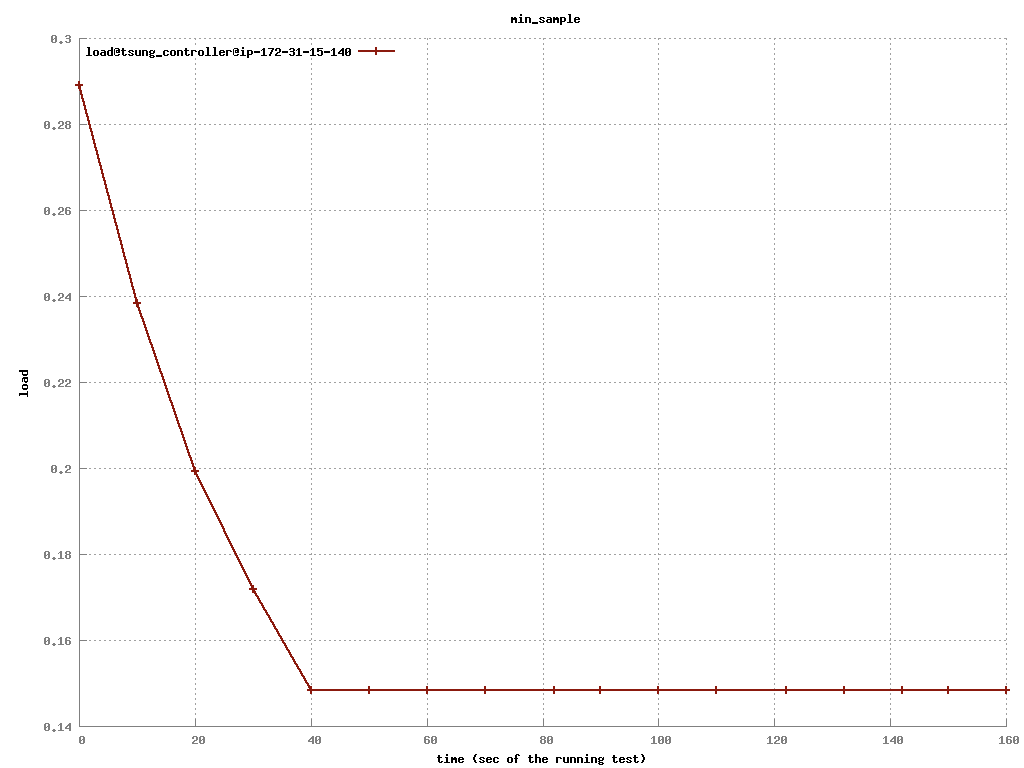 min_sample
load@tsung_controller@ip-172-31-15-140
0.3
0.28
0.26
0.24
0.22
0.2
0.18
0.16
0.14
load
0 20 40 60 80 100 120 140 160
time (sec of the running test)